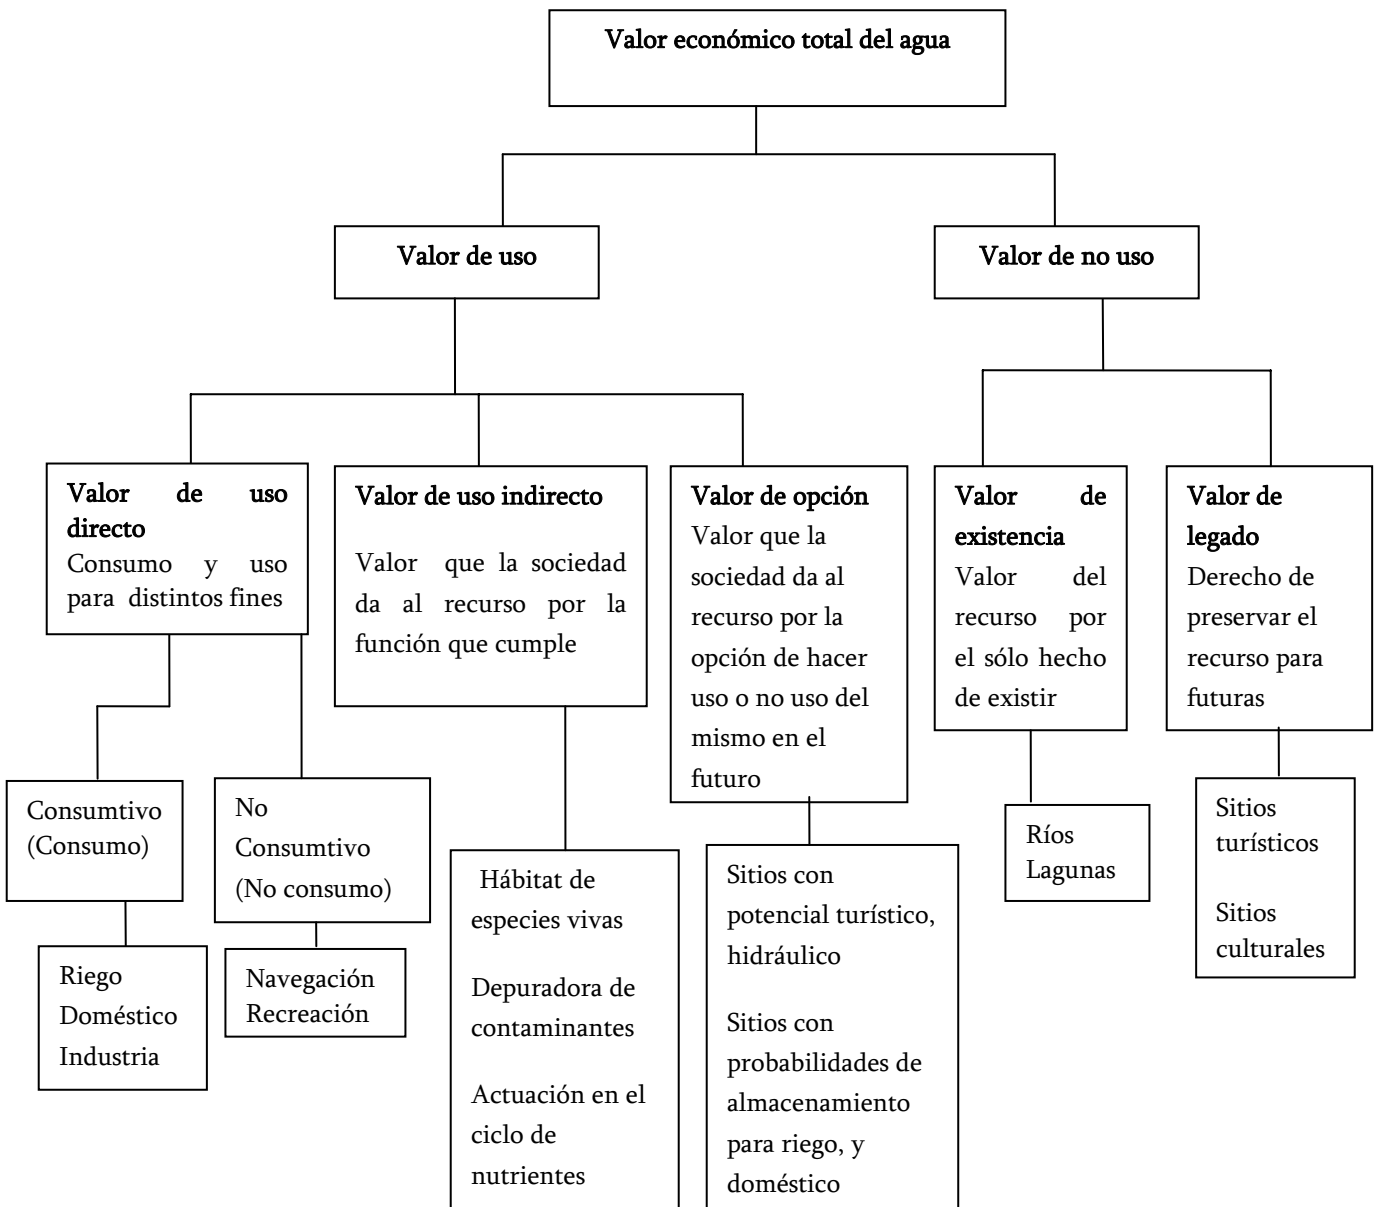 Valor económico total del agua
Valor de uso
Valor de no uso
Valor de uso
directo
Consumo y uso
para distintos fines
Valor de uso indirecto
Valor que la sociedad
da al recurso por la
función que cumple
Valor de opción
Valor que la
sociedad da al
recurso por la
opción de hacer
uso o no uso del
mismo en el
futuro
Valor de
existencia
Valor del
recurso por
el sólo hecho
de existir
Valor de
legado
Derecho de
preservar el
recurso para
futuras
Consumtivo
(Consumo)
No
Consumtivo
(No consumo)
Riego
Doméstico
Industria
Navegación
Recreación
Hábitat de
especies vivas
Depuradora de
contaminantes
Actuación en el
ciclo de
nutrientes
Sitios con
potencial turístico,
hidráulico
Sitios con
probabilidades de
almacenamiento
para riego, y
doméstico
Ríos
Lagunas
Sitios
turísticos
Sitios
culturales